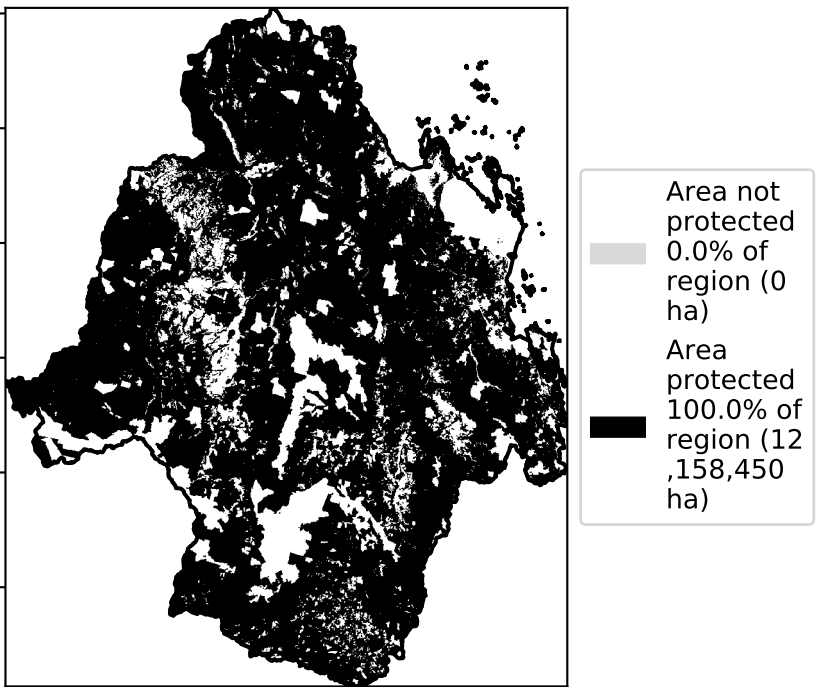 Area not
protected
0.0% of
region (0
ha)
Area
protected
100.0% of
region (12
,158,450
ha)